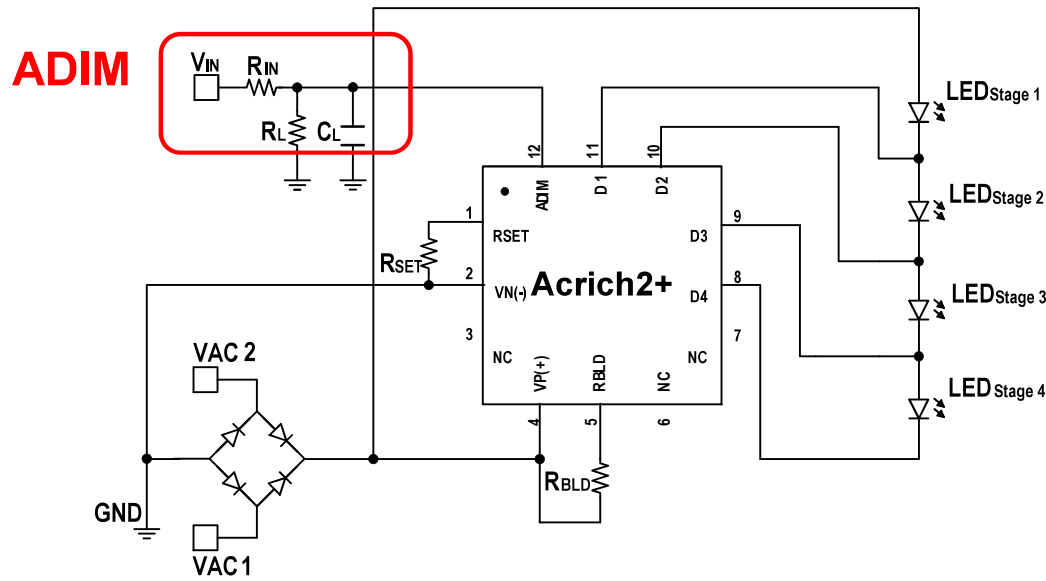 ADIM
VIN
RIN
RL
CL
12
11
10
ADIM
D1
D2
1
RSET
RSET
2
VN(-)
Acrich2+
3
NC
VP(+)
RBLD
NC
NC
4
5
6
7
D3
9
D4
8
LEDStage 1
LEDStage 2
LEDStage 3
LEDStage 4
VAC 2
GND
VAC1
RBLD